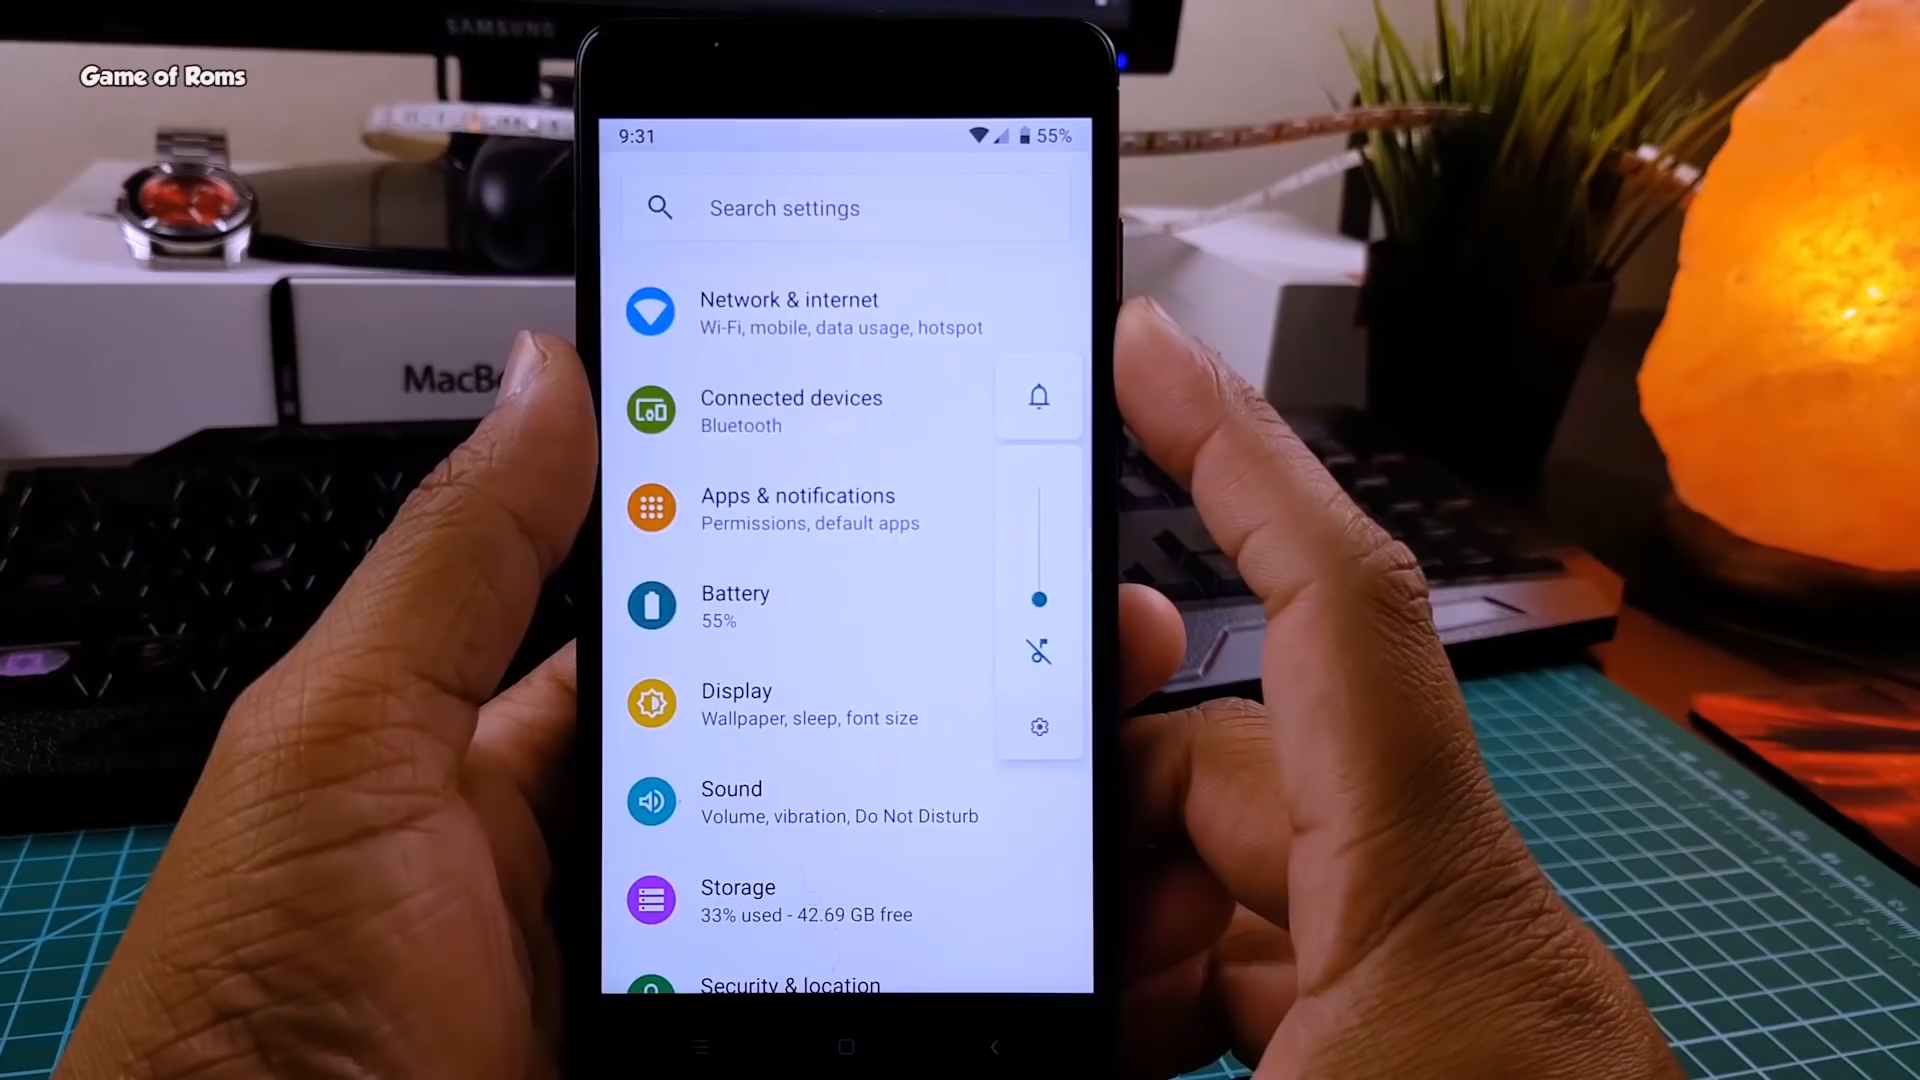 SAMSUNG
Game of Roms
MacBo
9:31
55%
Search settings
Network & internet
Wi-Fi, mobile, data usage, hotspot
Connected devices
Bluetooth
Apps & notifications
Permissions, default apps
Battery
55%
Display
Wallpaper, sleep, font size
Sound
Volume, vibration, Do Not Disturb
Storage
33% used - 42.69 GB free
Security & location